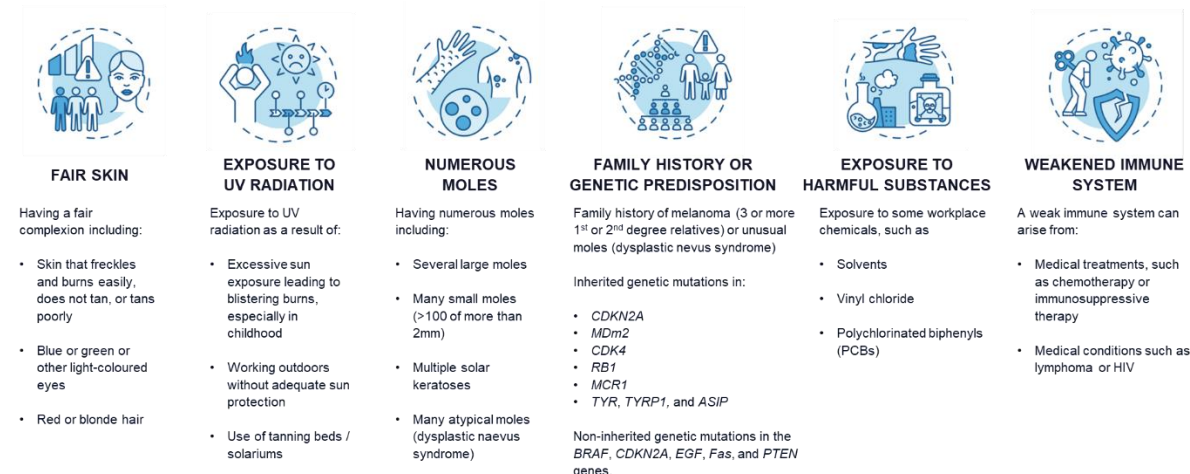 FAIR SKIN
Having a fair
complexion including:
• Skin that freckles
and burns easily,
does not tan, or tans
poorly
• Blue or green or
other light-coloured
eyes
• Red or blonde hair
EXPOSURE TO
UV RADIATION
Exposure to UV
radiation as a result of:
• Excessive sun
exposure leading to
blistering burns,
especially in
childhood
• Working outdoors
without adequate sun
protection
• Use of tanning beds /
solariums
NUMEROUS
MOLES
Having numerous moles
including:
• Several large moles
• Many small moles
(>100 of more than
2mm)
• Multiple solar
keratoses
• Many atypical moles
(dysplastic naevus
syndrome)
FAMILY HISTORY OR
GENETIC PREDISPOSITION
Family history of melanoma (3 or more
1st or 2nd degree relatives) or unusual
moles (dysplastic nevus syndrome)
Inherited genetic mutations in:
• CDKN2A
• MDm2
• CDK4
• RB1
• MCR1
• TYR, TYRP1, and ASIP
Non-inherited genetic mutations in the
BRAF, CDKN2A, EGF, Fas, and PTEN
genes
EXPOSURE TO
HARMFUL SUBSTANCES
Exposure to some workplace
chemicals, such as
• Solvents
• Vinyl chloride
• Polychlorinated biphenyls
(PCBs)
WEAKENED IMMUNE
SYSTEM
A weak immune system can
arise from:
• Medical treatments, such
as chemotherapy or
immunosuppressive
therapy
• Medical conditions such as
lymphoma or HIV